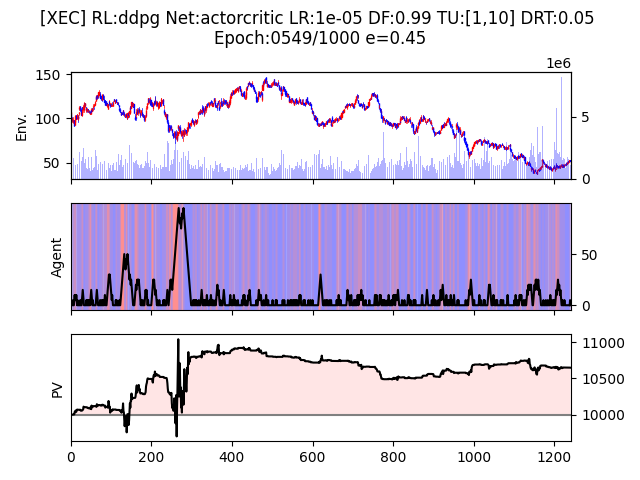 [XEC] RL:ddpg Net:actorcritic LR:1e-05 DF:0.99 TU:[1,10] DRT:0.05
Epoch:0549/1000 e=0.45
1e6
150
100
50
Env.
5
0
Agent
50
0
PV
11000
10500
10000
0 200 400 600 800 1000 1200